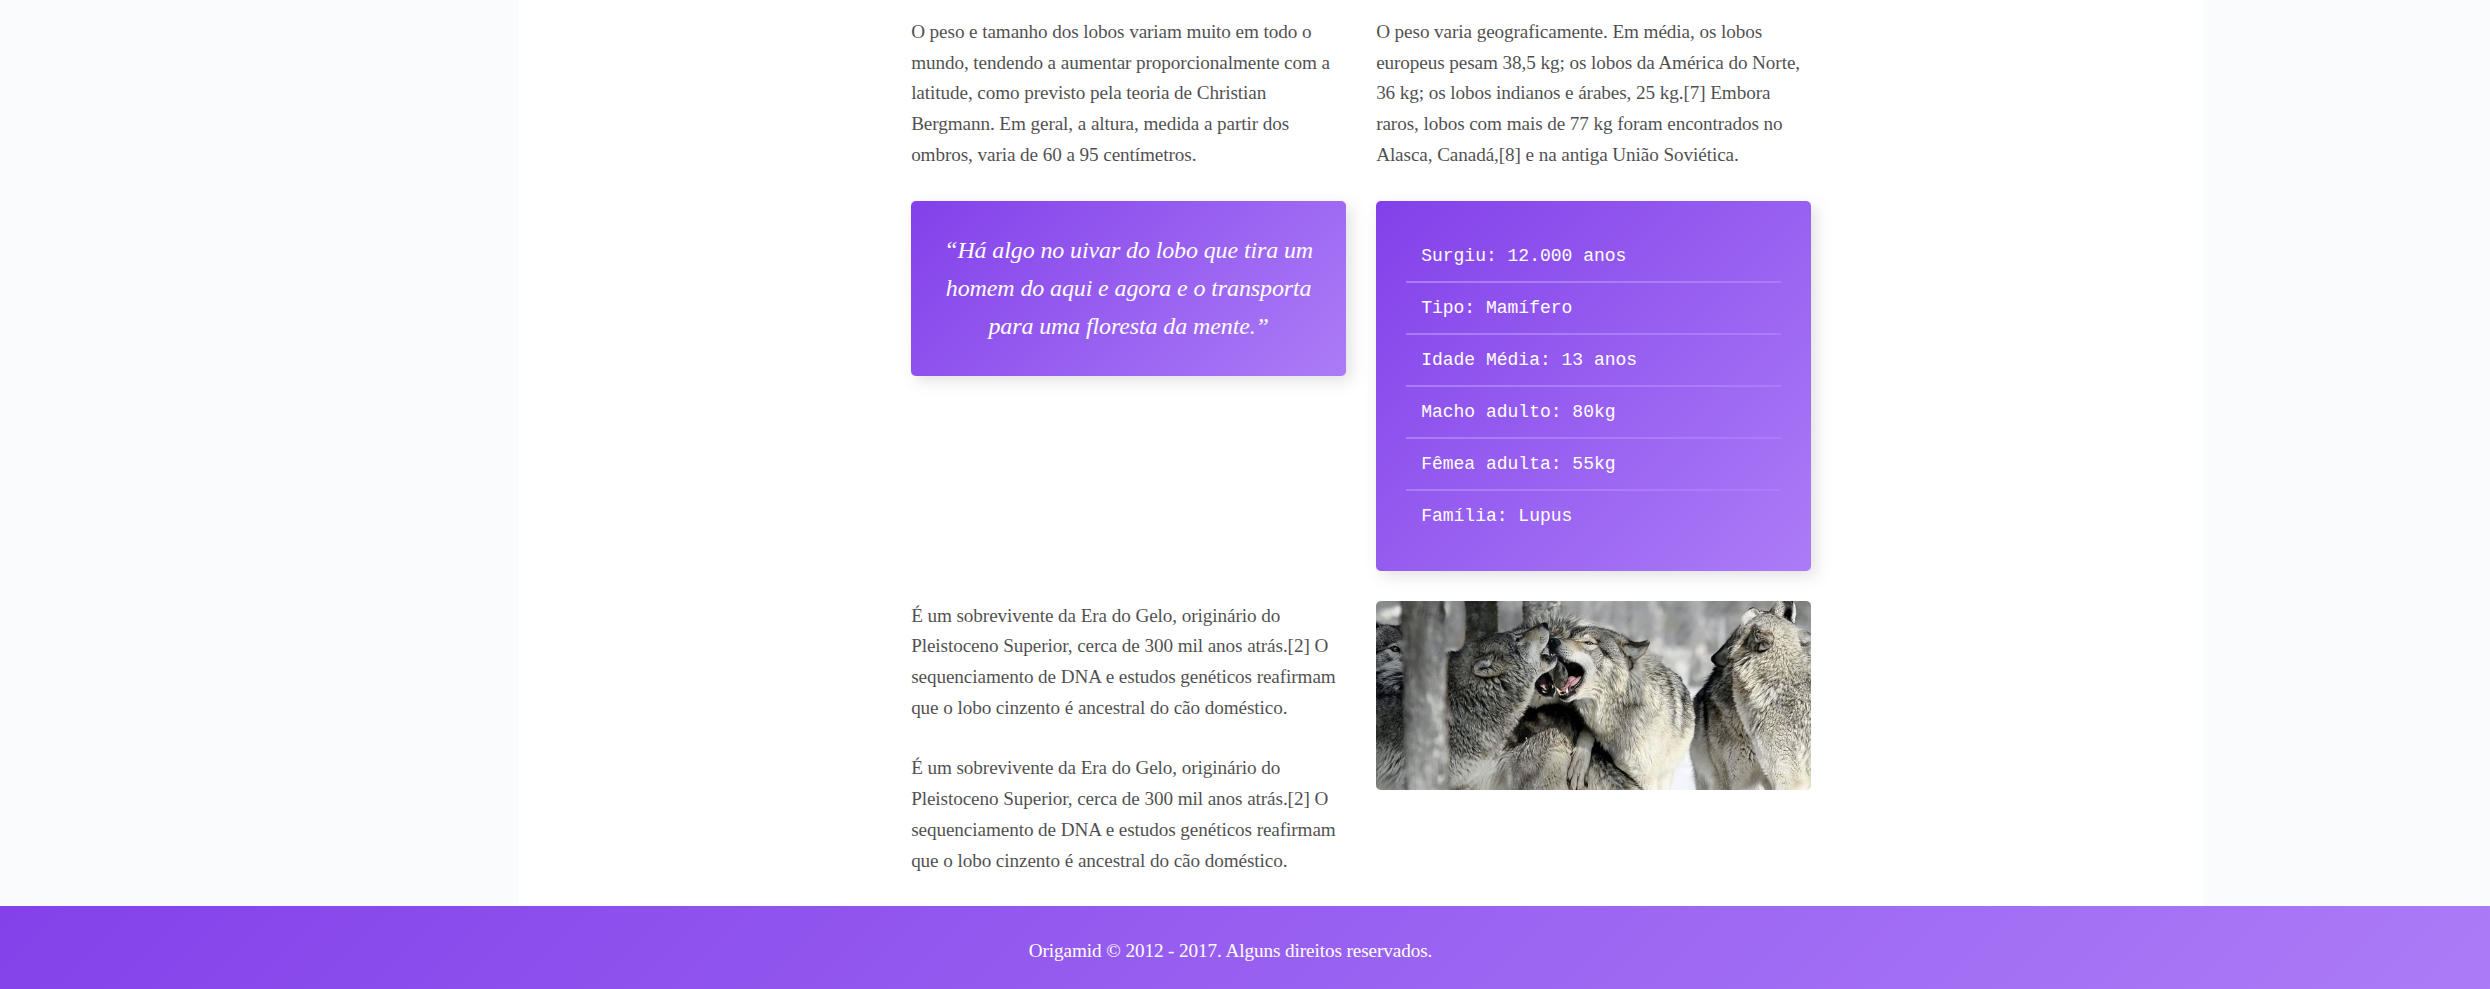 O peso e tamanho dos lobos variam muito em todo o
mundo, tendendo a aumentar proporcionalmente com a
latitude, como previsto pela teoria de Christian
Bergmann. Em geral, a altura, medida a partir dos
ombros, varia de 60 a 95 centímetros.
O peso varia geograficamente. Em média, os lobos
europeus pesam 38,5 kg; os lobos da América do Norte,
36 kg; os lobos indianos e árabes, 25 kg.[7] Embora
raros, lobos com mais de 77 kg foram encontrados no
Alasca, Canadá,[8] e na antiga União Soviética.
“Há algo no uivar do lobo que tira um
homem do aqui e agora e o transporta
para uma floresta da mente.”
Surgiu: 12.000 anos
Tipo: Mamífero
Idade Média: 13 anos
Macho adulto: 80kg
Fêmea adulta: 55kg
Família: Lupus
É um sobrevivente da Era do Gelo, originário do
Pleistoceno Superior, cerca de 300 mil anos atrás.[2] O
sequenciamento de DNA e estudos genéticos reafirmam
que o lobo cinzento é ancestral do cão doméstico.
É um sobrevivente da Era do Gelo, originário do
Pleistoceno Superior, cerca de 300 mil anos atrás.[2] O
sequenciamento de DNA e estudos genéticos reafirmam
que o lobo cinzento é ancestral do cão doméstico.
Origamid © 2012 - 2017. Alguns direitos reservados.